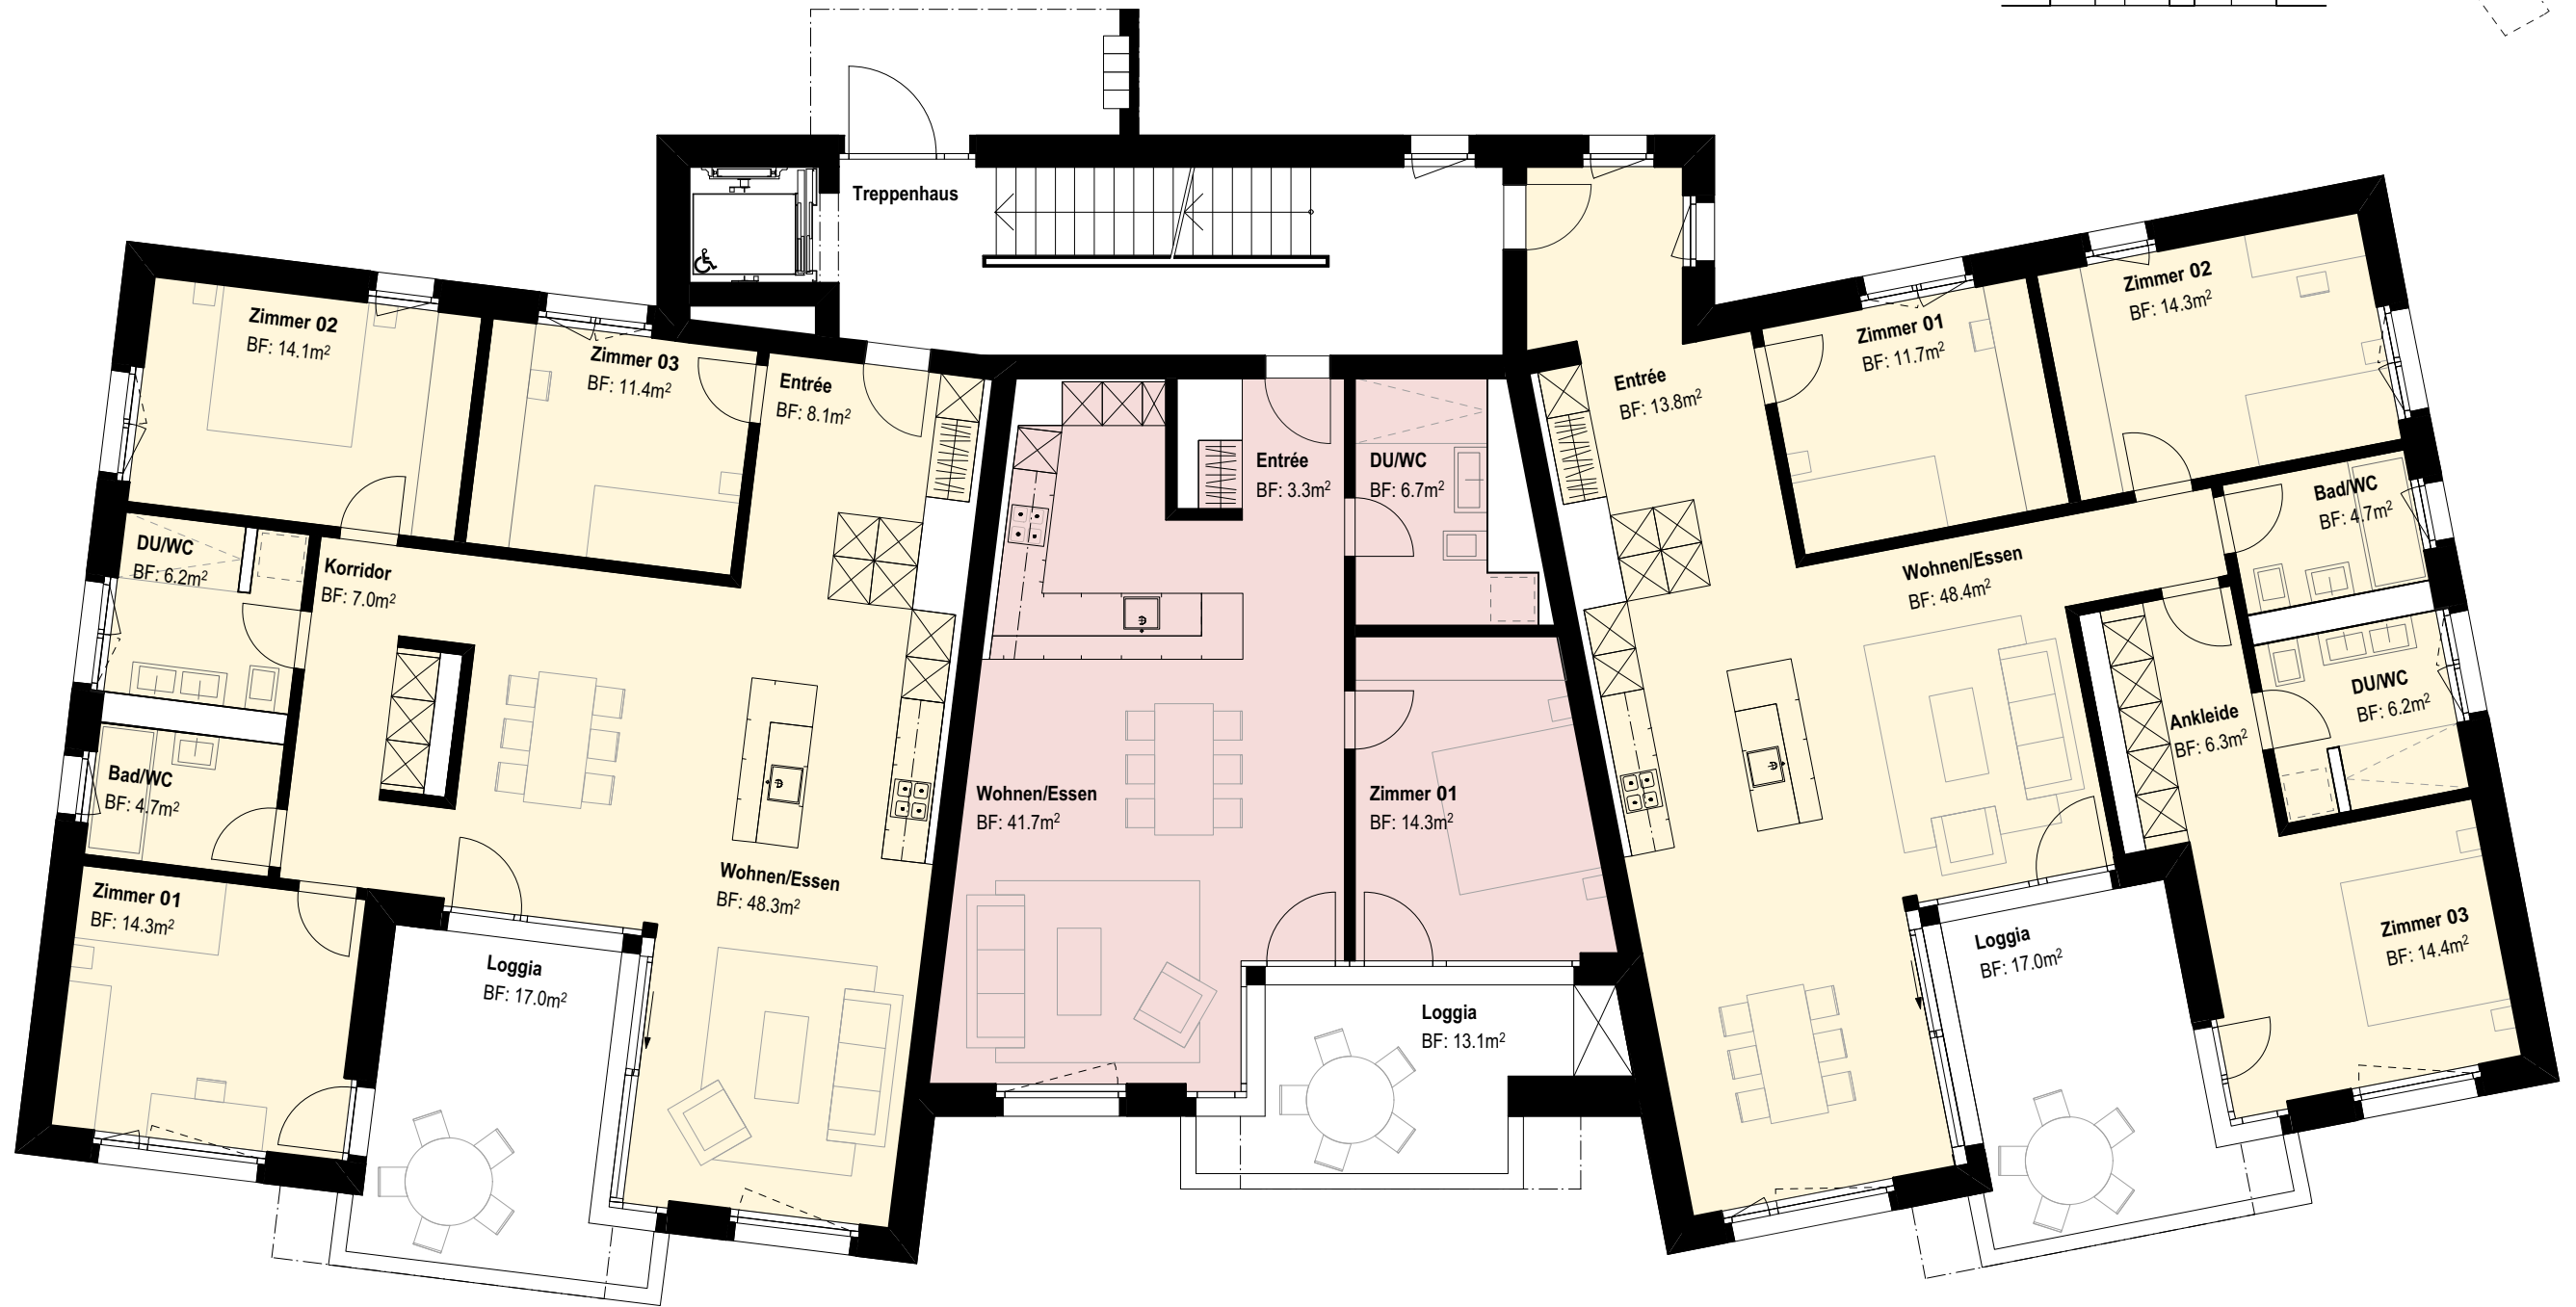 Treppenhaus
Zimmer 02
BF: 14.1m²
Zimmer 03
BF: 11.4m²
Entrée
BF: 8.1m²
DU/WC
BF: 6.2m²
Korridor
BF: 7.0m²
Bad/WC
BF: 4.7m²
Zimmer 01
BF: 14.3m²
Loggia
BF: 17.0m²
Wohnen/Essen
BF: 48.3m²
Entrée
BF: 3.3m²
DU/WC
BF: 6.7m²
Wohnen/Essen
BF: 41.7m²
Zimmer 01
BF: 14.3m²
Loggia
BF: 13.1m²
Entrée
BF: 13.8m²
Zimmer 01
BF: 11.7m²
Zimmer 02
BF: 14.3m²
Bad/WC
BF: 4.7m²
Wohnen/Essen
BF: 48.4m²
DU/WC
BF: 6.2m²
Ankleide
BF: 6.3m²
Loggia
BF: 17.0m²
Zimmer 03
BF: 14.4m²